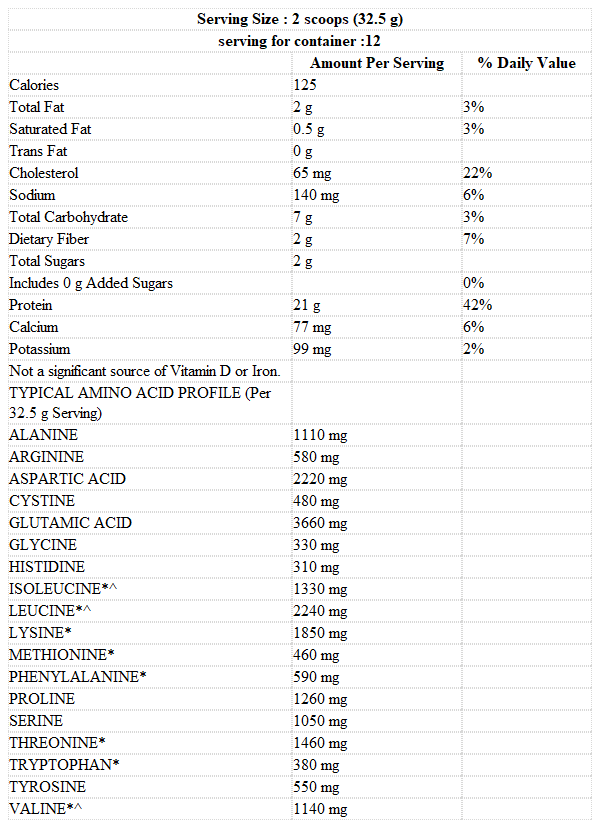 Serving Size : 2 scoops (32.5 g)
serving for container :12
Amount Per Serving % Daily Value
Calories 125
Total Fat 2 g 3%
Saturated Fat 0.5 g 3%
Trans Fat 0 g
Cholesterol 65 mg 22%
Sodium 140 mg 6%
Total Carbohydrate 7 g 3%
Dietary Fiber 2 g 7%
Total Sugars 2 g
Includes 0 g Added Sugars 0%
Protein 21 g 42%
Calcium 77 mg 6%
Potassium 99 mg 2%
Not a significant source of Vitamin D or Iron.
TYPICAL AMINO ACID PROFILE (Per
32.5 g Serving)
ALANINE 1110 mg
ARGININE 580 mg
ASPARTIC ACID 2220 mg
CYSTINE 480 mg
GLUTAMIC ACID 3660 mg
GLYCINE 330 mg
HISTIDINE 310 mg
ISOLEUCINE*^ 1330 mg
LEUCINE*^ 2240 mg
LYSINE* 1850 mg
METHIONINE* 460 mg
PHENYLALANINE* 590 mg
PROLINE 1260 mg
SERINE 1050 mg
THREONINE* 1460 mg
TRYPTOPHAN* 380 mg
TYROSINE 550 mg
VALINE*^ 1140 mg